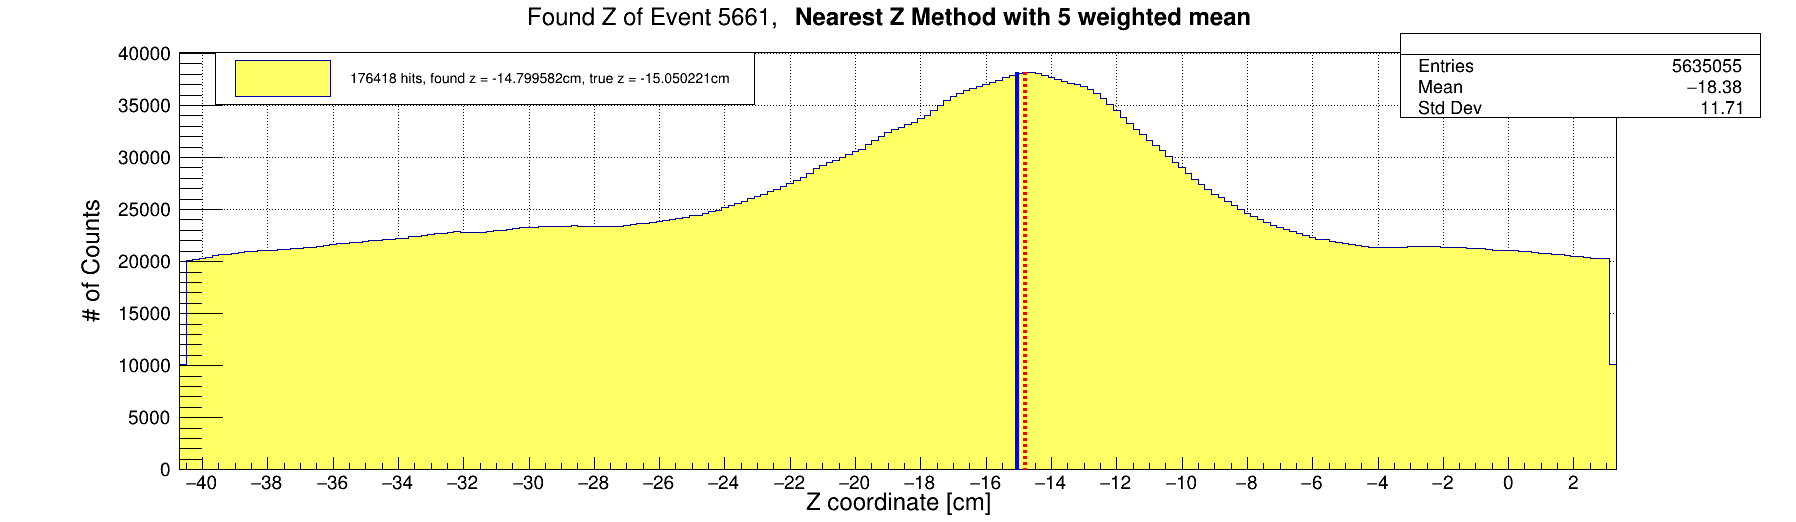 Found Z of Event 5661, Nearest Z Method with 5 weighted mean
176418 hits, found z = -14.799582cm, true z = -15.050221cm
Entries 5635055
Mean −18.38
Std Dev 11.71
# of Counts
40000
35000
30000
25000
20000
15000
10000
5000
0
−40 −38 −36 −34 −32 −30 −28 −26 −24 −22 −20 −18 −16 −14 −12 −10 −8 −6 −4 −2 0 2
Z coordinate [cm]